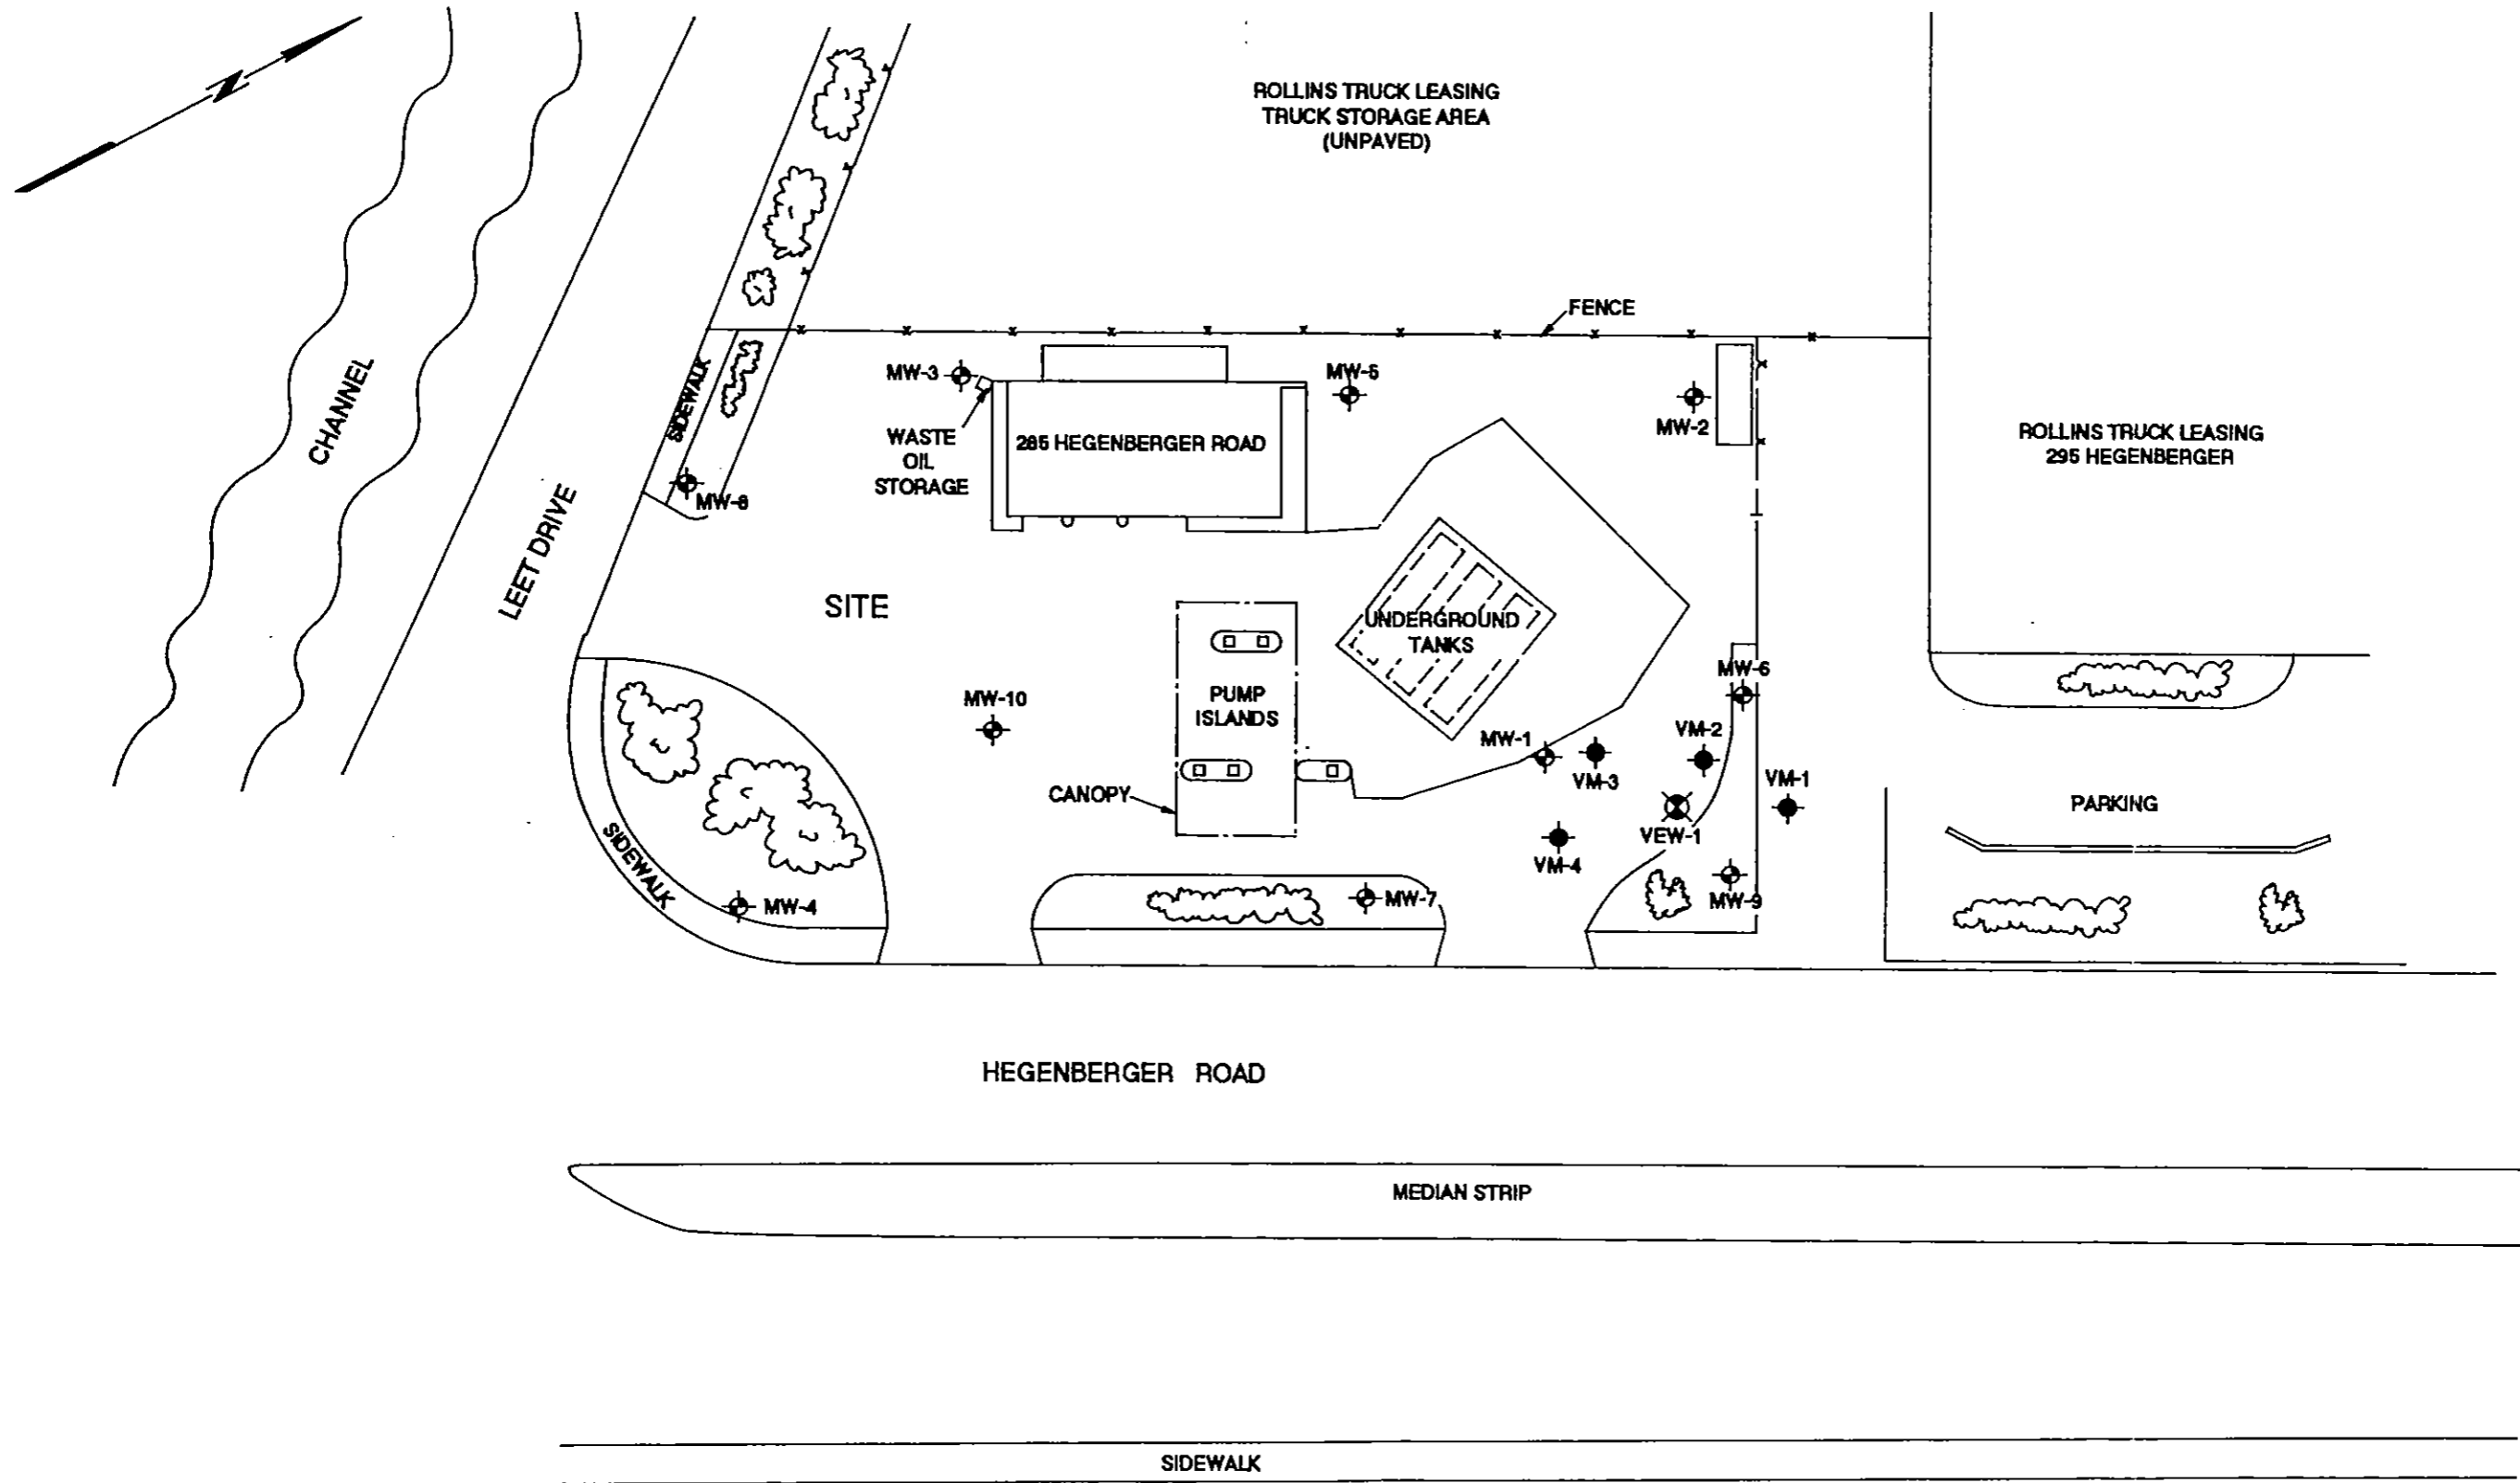 N
ROLLINS TRUCK LEASING
TRUCK STORAGE AREA
(UNPAVED)
FENCE
CHANNEL
LEET DRIVE
SIDEWALK
MW-3
WASTE
OIL
STORAGE
285 HEGENBERGER ROAD
MW-5
MW-2
ROLLINS TRUCK LEASING
295 HEGENBERGER
MW-8
SITE
UNDERGROUND
TANKS
MW-6
MW-10
PUMP
ISLANDS
MW-1
VM-3
VM-2
VM-1
CANOPY
VEW-1
VM-4
PARKING
SIDEWALK
MW-4
MW-7
MW-9
HEGENBERGER ROAD
MEDIAN STRIP
SIDEWALK